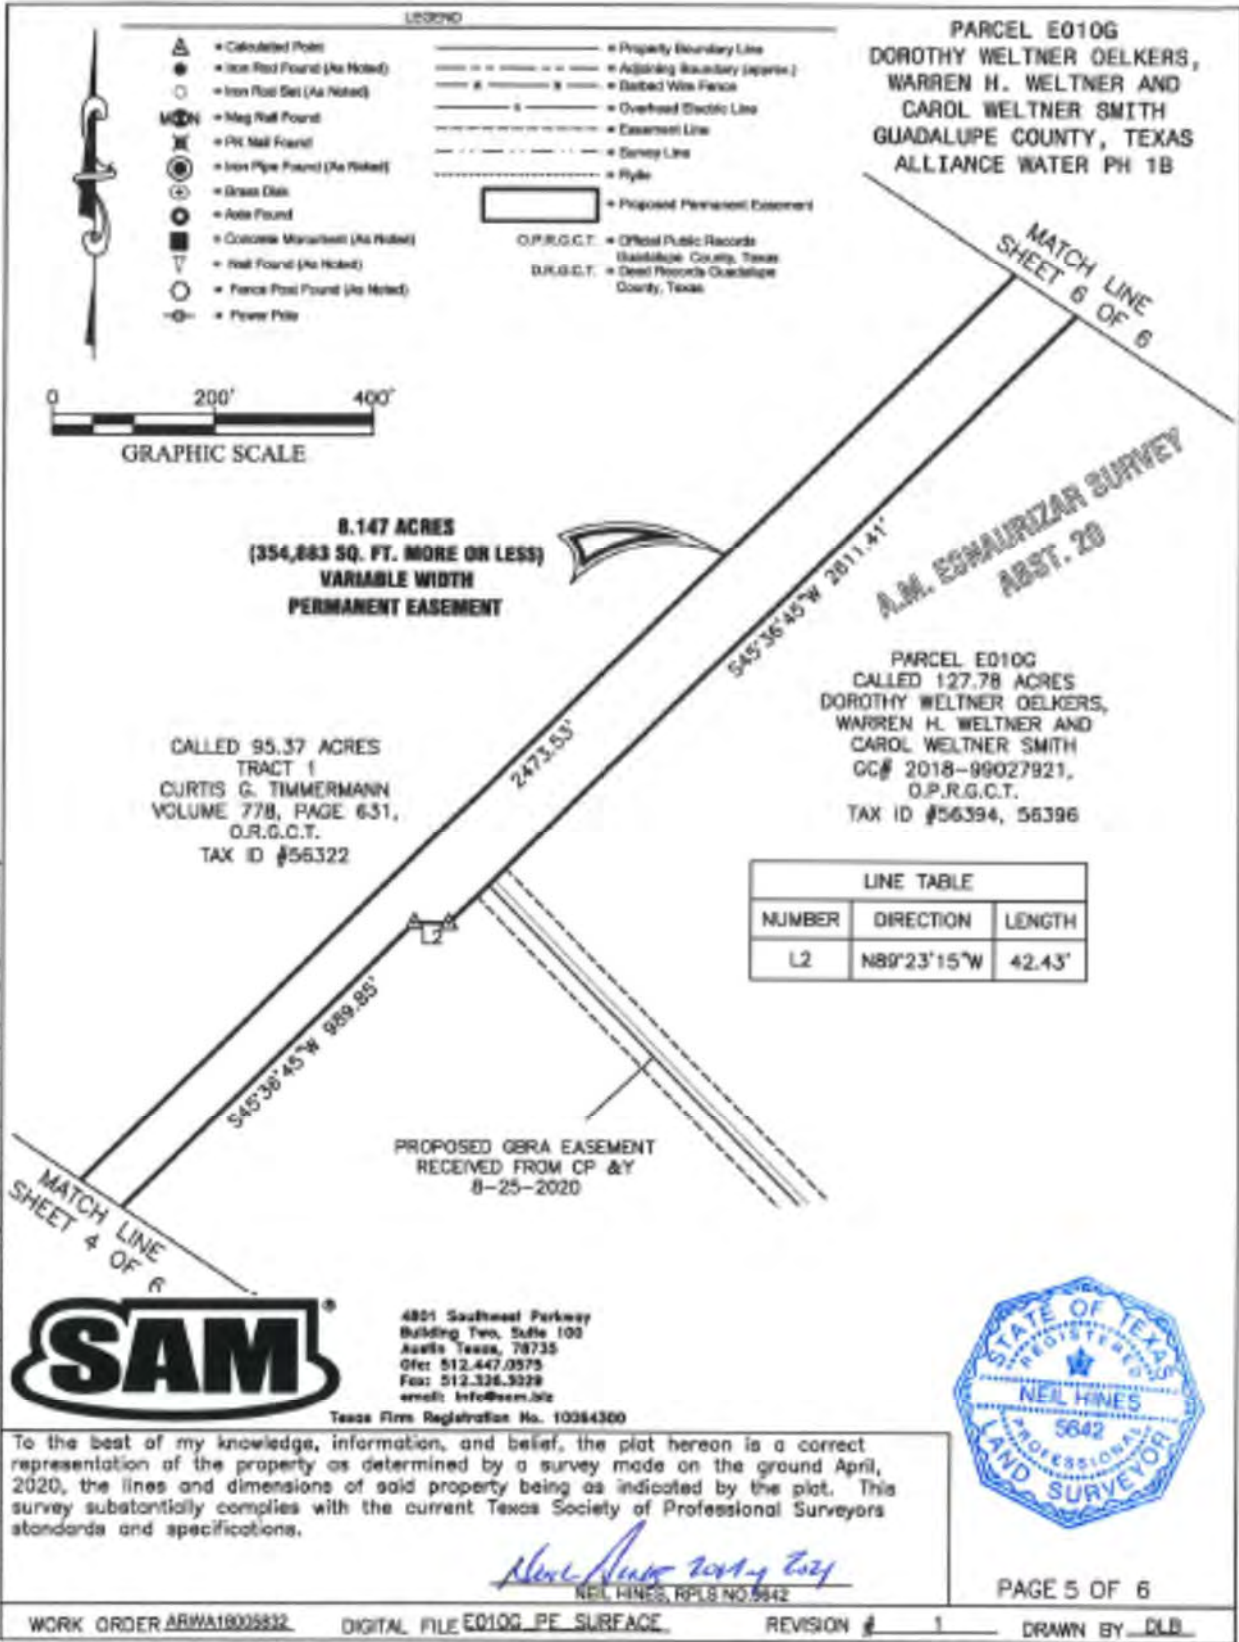 LEGEND
= Calculated Point
= Iron Rod Found (As Noted)
= Iron Rod Set (As Noted)
= Mag Nail Found
= PK Nail Found
= Iron Pipe Found (As Noted)
= Brass Disk
= Axle Found
= Concrete Monument (As Noted)
= Nail Found (As Noted)
= Fence Post Found (As Noted)
= Power Pole
= Property Boundary Line
= Adjoining Boundary (approx.)
= Barbed Wire Fence
= Overhead Electric Line
= Easement Line
= Survey Line
= Proposed Permanent Easement
O.P.R.G.C.T. = Official Public Records
Guadalupe County, Texas
D.R.G.C.T. = Deed Records Guadalupe
County, Texas
PARCEL E010G
DOROTHY WELTNER OELKERS,
WARREN H. WELTNER AND
CAROL WELTNER SMITH
GUADALUPE COUNTY, TEXAS
ALLIANCE WATER PH 1B
MATCH LINE
SHEET 6 OF 6
0 200' 400'
GRAPHIC SCALE
8.147 ACRES
(354,883 SQ. FT. MORE OR LESS)
VARIABLE WIDTH
PERMANENT EASEMENT
A.M. ESNAURIZAR SURVEY
ABST. 20
S45°36'45"W 2611.41'
2473.53'
PARCEL E010G
CALLED 127.78 ACRES
DOROTHY WELTNER OELKERS,
WARREN H. WELTNER AND
CAROL WELTNER SMITH
GC# 2018-99027921,
O.P.R.G.C.T.
TAX ID #56394, 56396
CALLED 95.37 ACRES
TRACT 1
CURTIS G. TIMMERMANN
VOLUME 778, PAGE 631,
O.R.G.C.T.
TAX ID #56322
LINE TABLE
NUMBER DIRECTION LENGTH
L2 N89°23'15"W 42.43'
L2
S45°36'45"W 989.85'
PROPOSED GBRA EASEMENT
RECEIVED FROM CP &Y
8-25-2020
MATCH LINE
SHEET 4 OF 6
SAM®
4801 Southwest Parkway
Building Two, Suite 100
Austin Texas, 78735
Ofc: 512.447.0575
Fax: 512.326.3029
email: info@sam.biz
Texas Firm Registration No. 10064300
STATE OF TEXAS
REGISTERED
NEIL HINES
5642
PROFESSIONAL
LAND SURVEYOR
To the best of my knowledge, information, and belief, the plat hereon is a correct
representation of the property as determined by a survey made on the ground April,
2020, the lines and dimensions of said property being as indicated by the plat. This
survey substantially complies with the current Texas Society of Professional Surveyors
standards and specifications.
Neil Hines 2021
NEIL HINES, RPLS NO.5642
PAGE 5 OF 6
WORK ORDER ARWA18005832 DIGITAL FILE E010G PE SURFACE REVISION # 1 DRAWN BY DLB